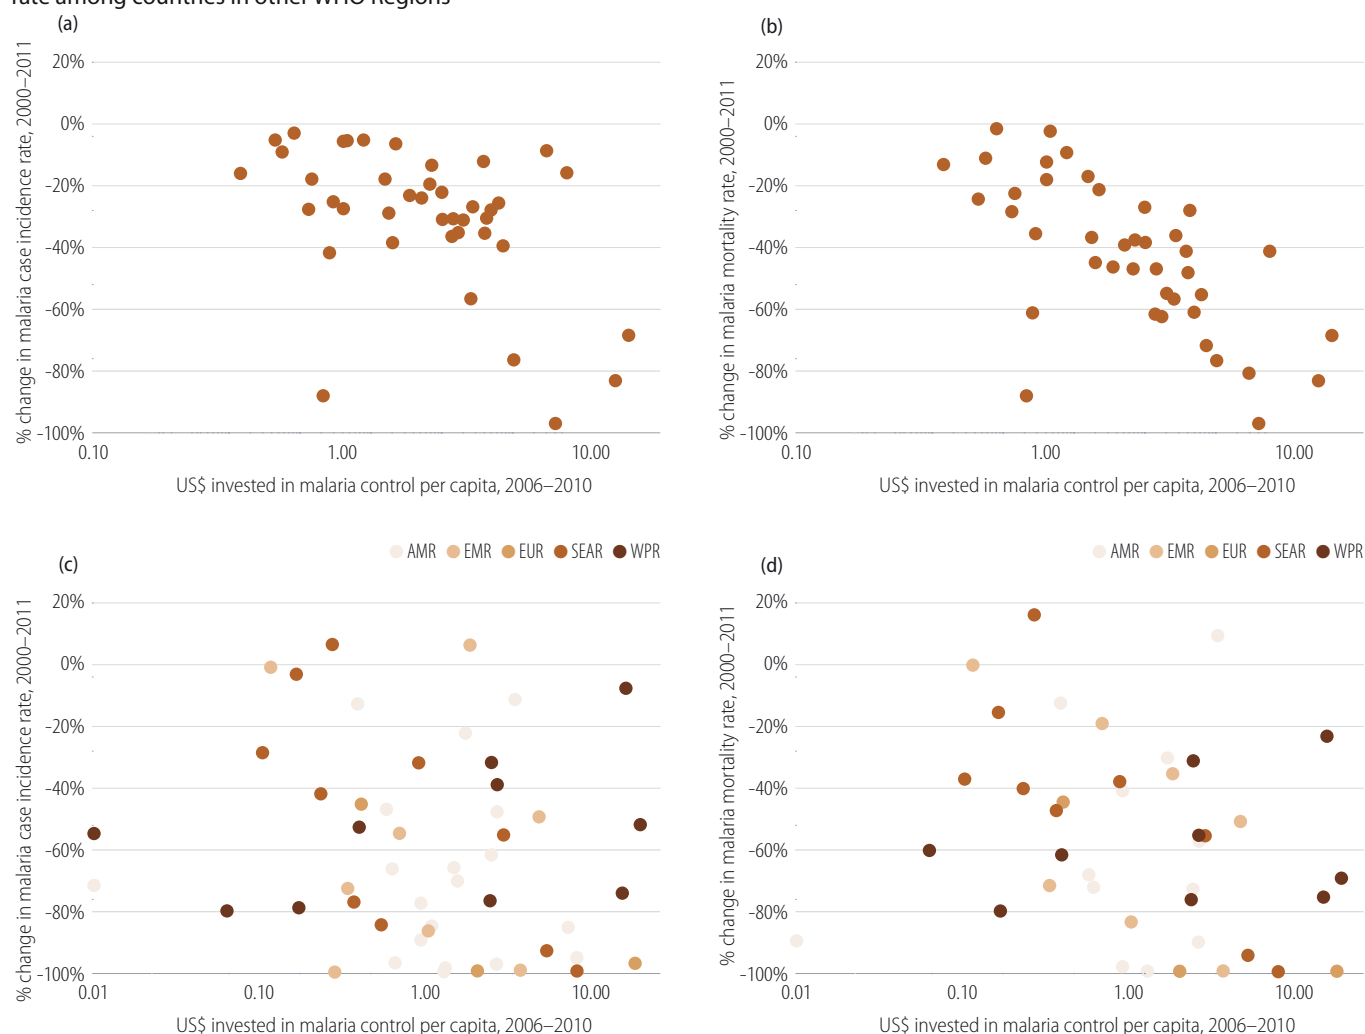 rate among countries in other WHO Regions
(a)
% change in malaria case incidence rate, 2000–2011
20%
0%
-20%
-40%
-60%
-80%
-100%
0.10
1.00
10.00
US$ invested in malaria control per capita, 2006–2010
(b)
% change in malaria mortality rate, 2000–2011
20%
0%
-20%
-40%
-60%
-80%
-100%
0.10
1.00
10.00
US$ invested in malaria control per capita, 2006–2010
AMR EMR EUR SEAR WPR
(c)
% change in malaria case incidence rate, 2000–2011
20%
0%
-20%
-40%
-60%
-80%
-100%
0.01
0.10
1.00
10.00
US$ invested in malaria control per capita, 2006–2010
AMR EMR EUR SEAR WPR
(d)
% change in malaria mortality rate, 2000–2011
20%
0%
-20%
-40%
-60%
-80%
-100%
0.01
0.10
1.00
10.00
US$ invested in malaria control per capita, 2006–2010